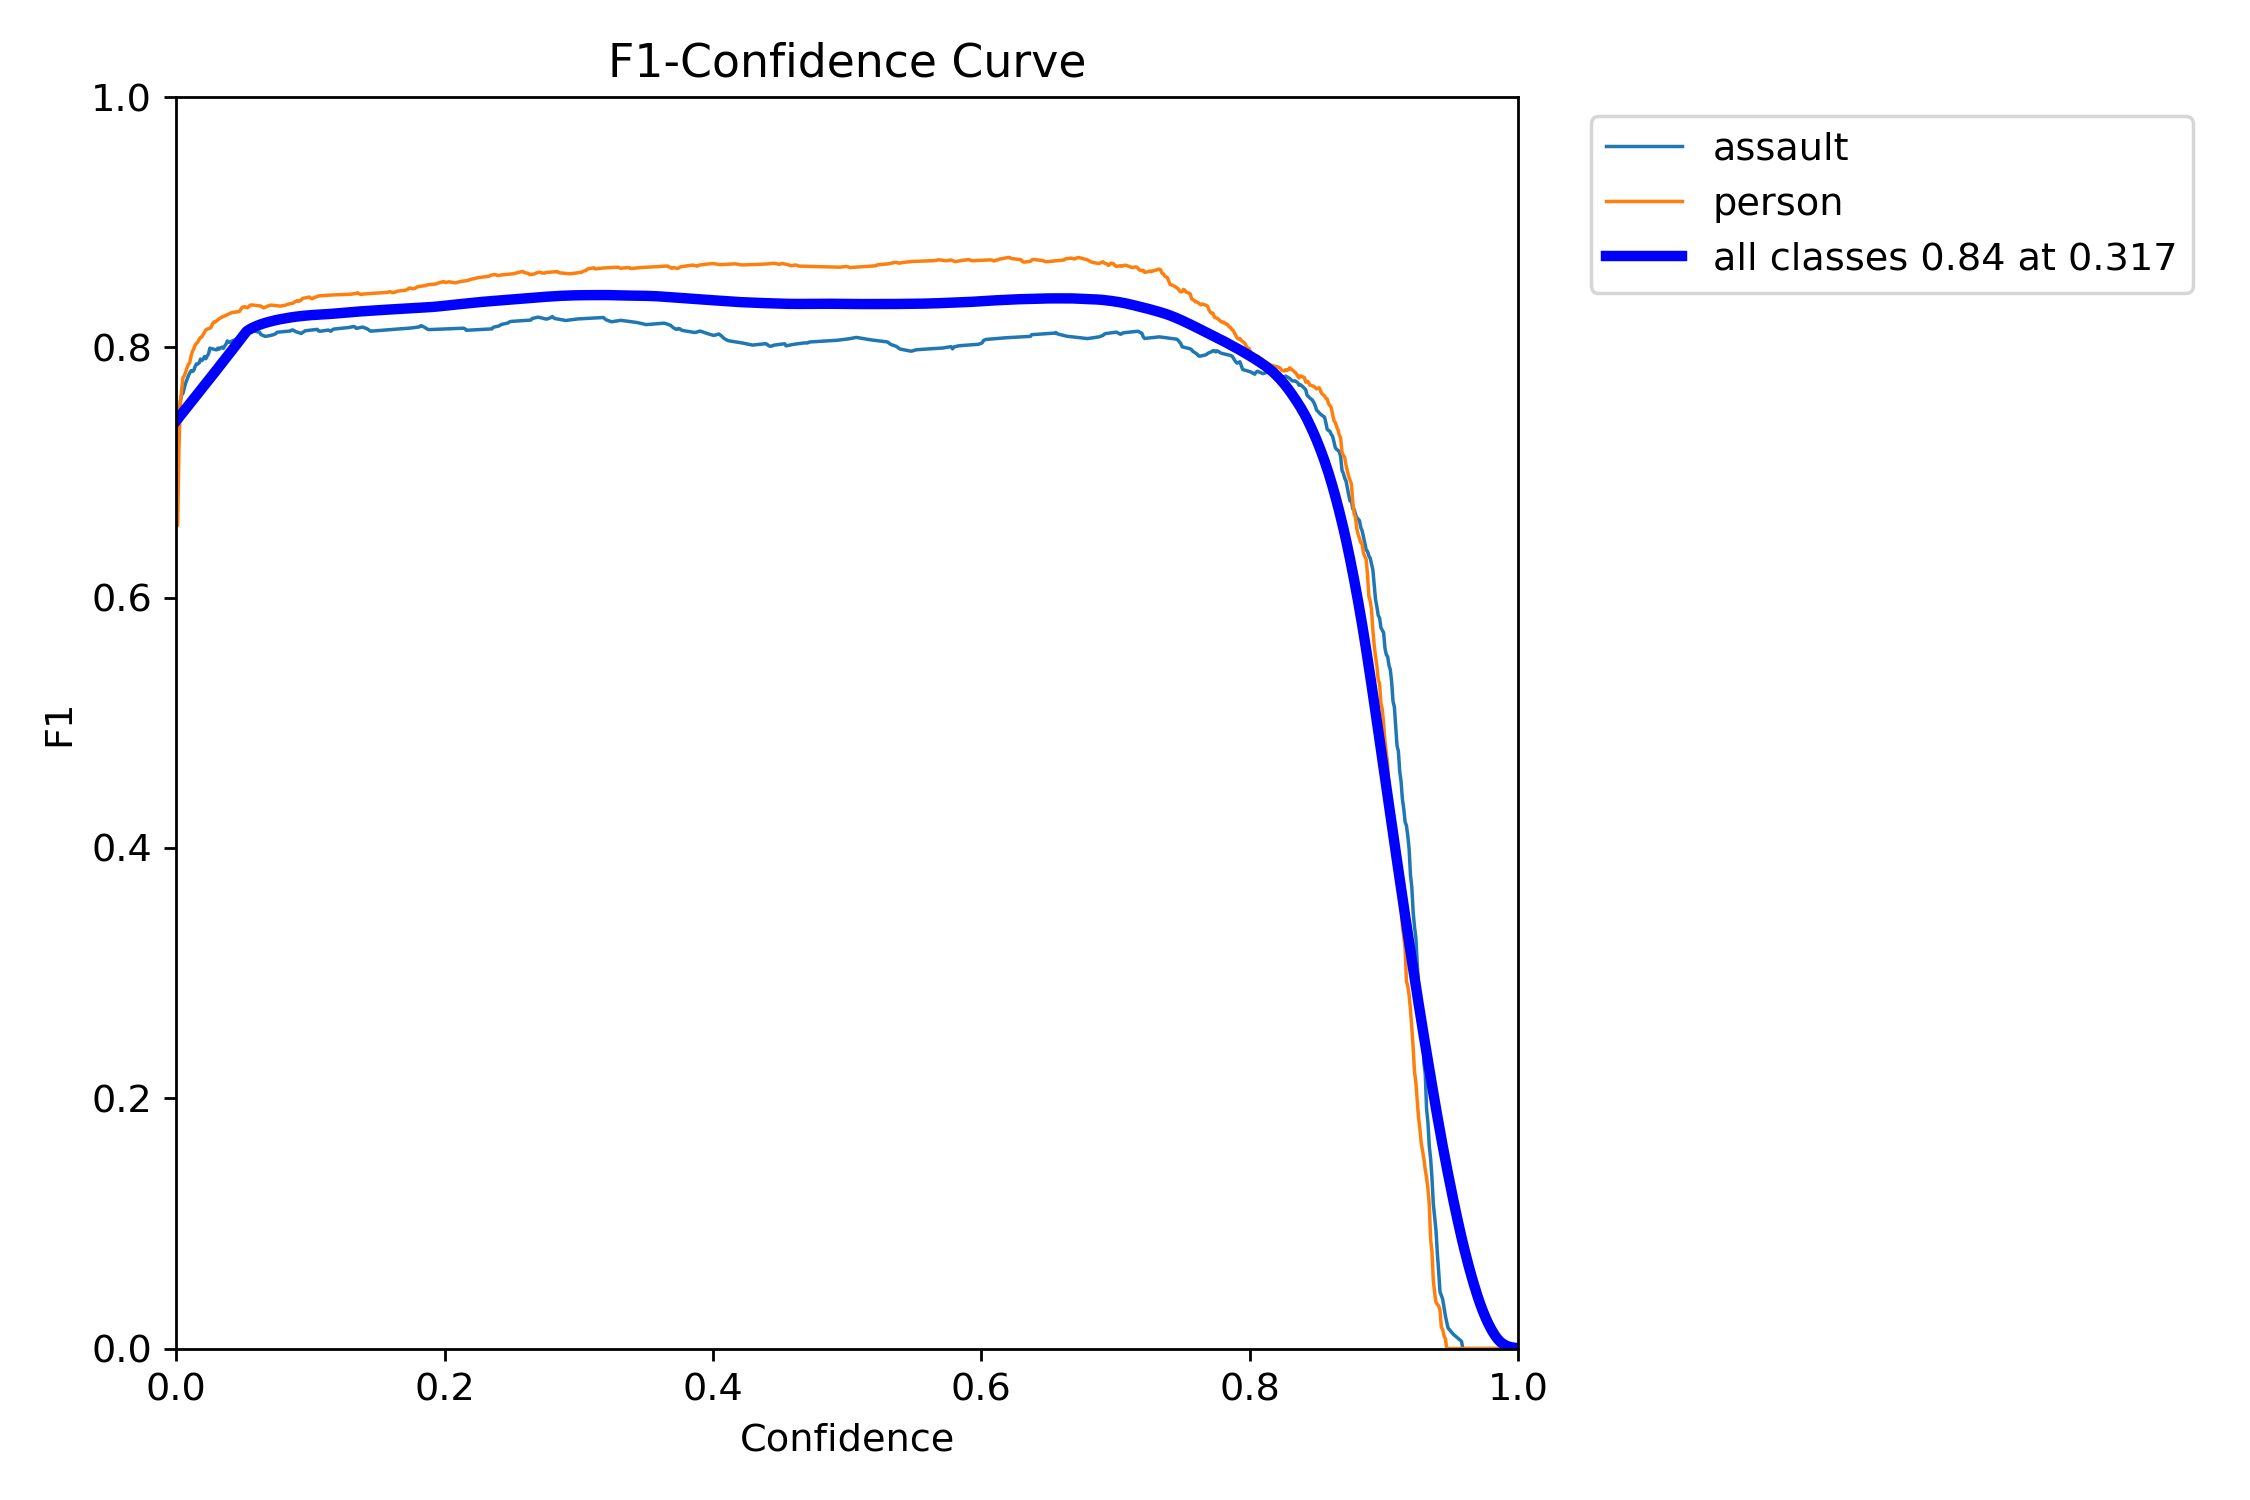 F1-Confidence Curve
1.0
0.8
0.6
0.4
0.2
0.0
F1
0.0 0.2 0.4 0.6 0.8 1.0
Confidence
assault
person
all classes 0.84 at 0.317